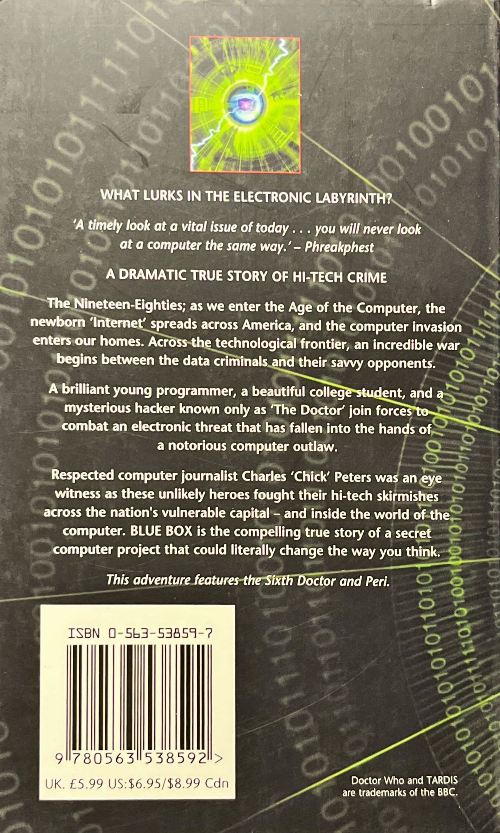 WHAT LURKS IN THE ELECTRONIC LABYRINTH?
‘A timely look at a vital issue of today . . . you will never look
at a computer the same way.’ – Phreakphest
A DRAMATIC TRUE STORY OF HI-TECH CRIME
The Nineteen-Eighties; as we enter the Age of the Computer, the
newborn ‘Internet’ spreads across America, and the computer invasion
enters our homes. Across the technological frontier, an incredible war
begins between the data criminals and their savvy opponents.
A brilliant young programmer, a beautiful college student, and a
mysterious hacker known only as ‘The Doctor’ join forces to
combat an electronic threat that has fallen into the hands of
a notorious computer outlaw.
Respected computer journalist Charles ‘Chick’ Peters was an eye
witness as these unlikely heroes fought their hi-tech skirmishes
across the nation's vulnerable capital – and inside the world of the
computer. BLUE BOX is the compelling true story of a secret
computer project that could literally change the way you think.
This adventure features the Sixth Doctor and Peri.
ISBN 0-563-53859-7
9 780563 538592 >
UK. £5.99 US:$6.95/$8.99 Cdn
Doctor Who and TARDIS
are trademarks of the BBC.